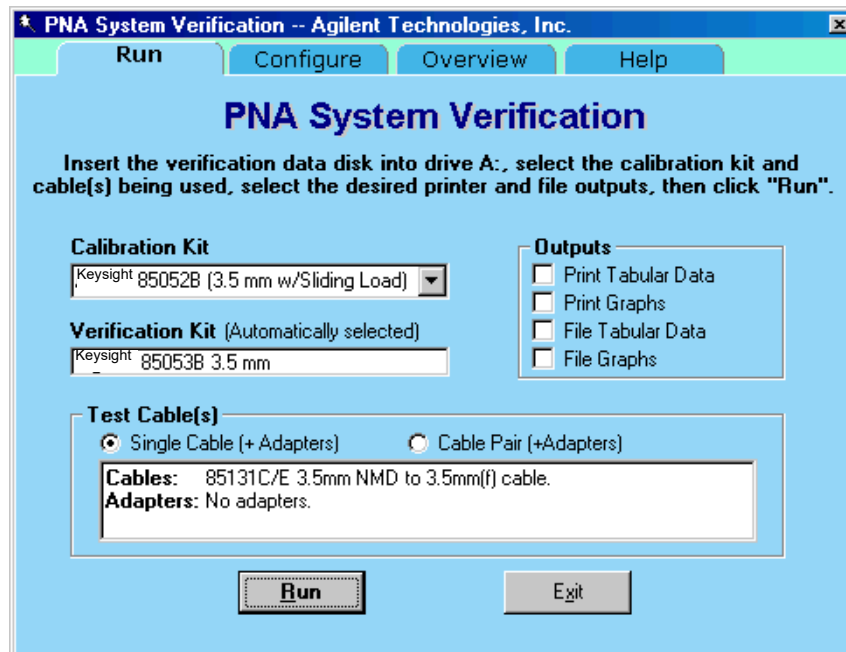 PNA System Verification -- Agilent Technologies, Inc.
Run Configure Overview Help
PNA System Verification
Insert the verification data disk into drive A:, select the calibration kit and
cable(s) being used, select the desired printer and file outputs, then click "Run".
Calibration Kit
Keysight 85052B (3.5 mm w/Sliding Load)
Verification Kit (Automatically selected)
Keysight 85053B 3.5 mm
Outputs
Print Tabular Data
Print Graphs
File Tabular Data
File Graphs
Test Cable(s)
Single Cable (+ Adapters) Cable Pair (+Adapters)
Cables: 85131C/E 3.5mm NMD to 3.5mm(f) cable.
Adapters: No adapters.
Run Exit